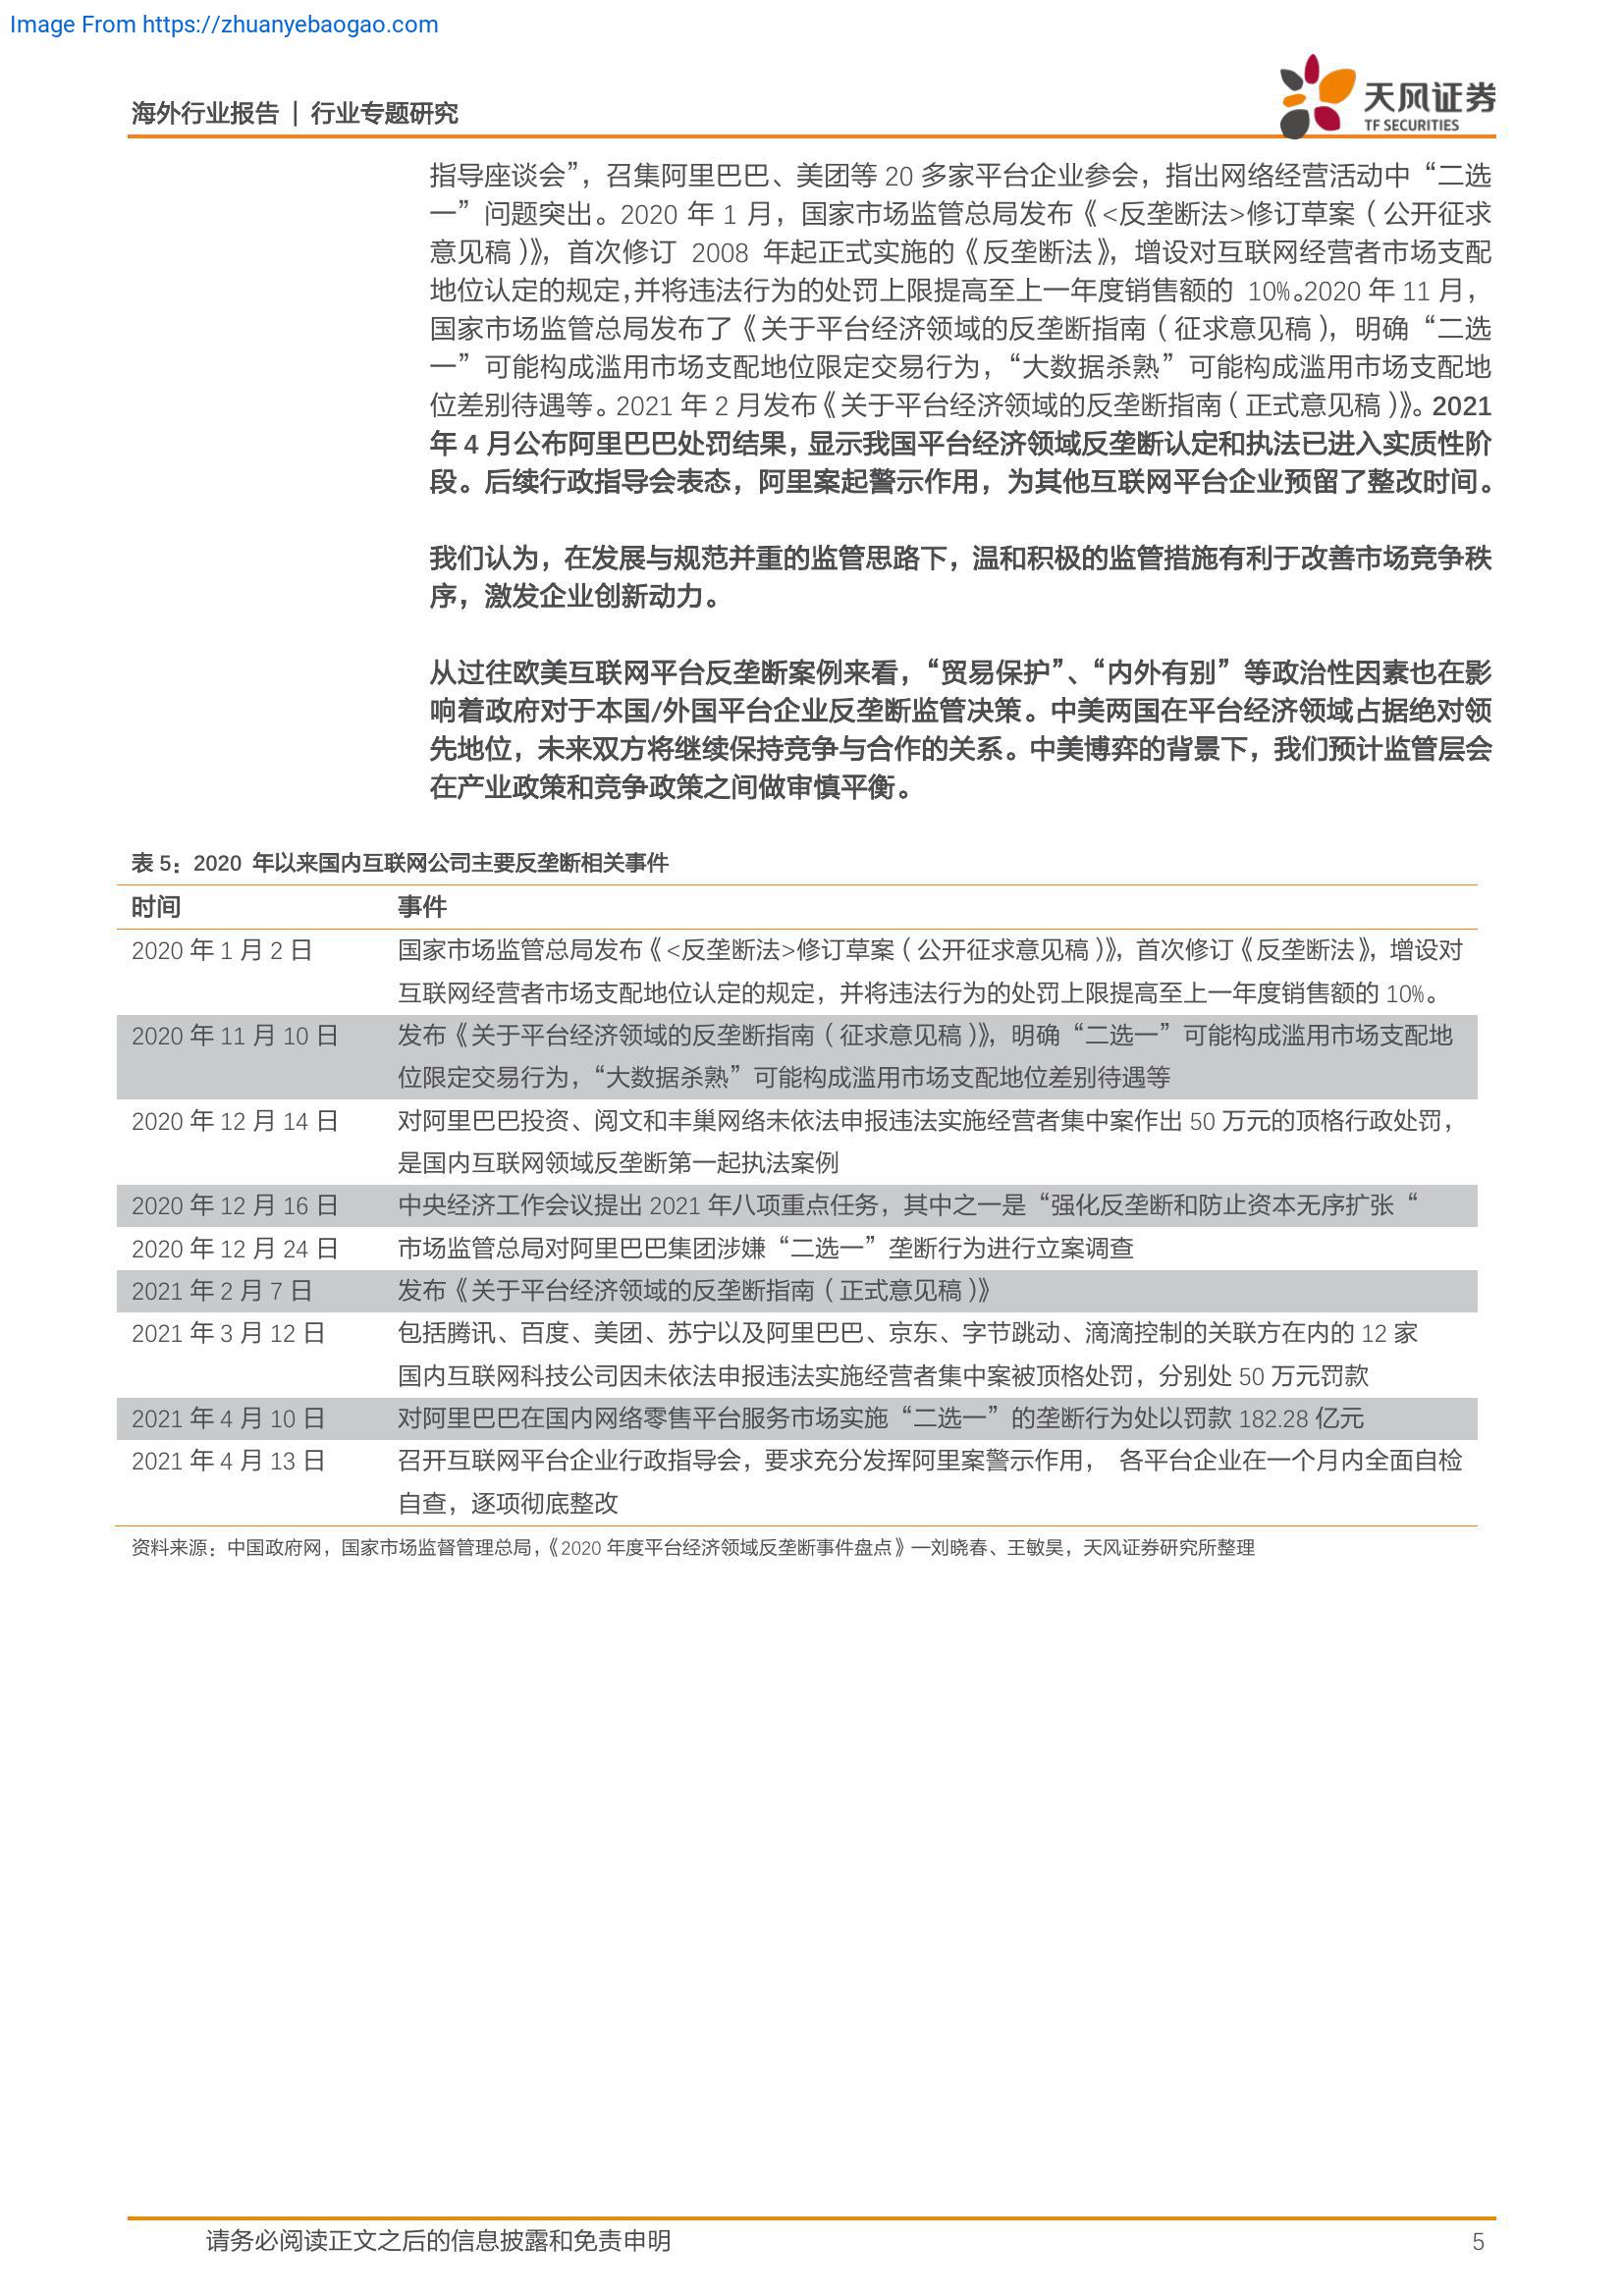 Image From https://zhuanyebaogao.com
海外行业报告 | 行业专题研究
天风证券
TF SECURITIES
指导座谈会”，召集阿里巴巴、美团等 20 多家平台企业参会，指出网络经营活动中“二选
一”问题突出。2020 年 1 月，国家市场监管总局发布《<反垄断法>修订草案（公开征求
意见稿）》，首次修订 2008 年起正式实施的《反垄断法》，增设对互联网经营者市场支配
地位认定的规定，并将违法行为的处罚上限提高至上一年度销售额的 10%。2020 年 11 月，
国家市场监管总局发布了《关于平台经济领域的反垄断指南（征求意见稿），明确“二选
一”可能构成滥用市场支配地位限定交易行为，“大数据杀熟”可能构成滥用市场支配地
位差别待遇等。2021 年 2 月发布《关于平台经济领域的反垄断指南（正式意见稿）》。2021
年 4 月公布阿里巴巴处罚结果，显示我国平台经济领域反垄断认定和执法已进入实质性阶
段。后续行政指导会表态，阿里案起警示作用，为其他互联网平台企业预留了整改时间。
我们认为，在发展与规范并重的监管思路下，温和积极的监管措施有利于改善市场竞争秩
序，激发企业创新动力。
从过往欧美互联网平台反垄断案例来看，“贸易保护”、“内外有别”等政治性因素也在影
响着政府对于本国/外国平台企业反垄断监管决策。中美两国在平台经济领域占据绝对领
先地位，未来双方将继续保持竞争与合作的关系。中美博弈的背景下，我们预计监管层会
在产业政策和竞争政策之间做审慎平衡。
表 5：2020 年以来国内互联网公司主要反垄断相关事件
时间 事件
2020 年 1 月 2 日 国家市场监管总局发布《<反垄断法>修订草案（公开征求意见稿）》，首次修订《反垄断法》，增设对
互联网经营者市场支配地位认定的规定，并将违法行为的处罚上限提高至上一年度销售额的 10%。
2020 年 11 月 10 日 发布《关于平台经济领域的反垄断指南（征求意见稿）》，明确“二选一”可能构成滥用市场支配地
位限定交易行为，“大数据杀熟”可能构成滥用市场支配地位差别待遇等
2020 年 12 月 14 日 对阿里巴巴投资、阅文和丰巢网络未依法申报违法实施经营者集中案作出 50 万元的顶格行政处罚，
是国内互联网领域反垄断第一起执法案例
2020 年 12 月 16 日 中央经济工作会议提出 2021 年八项重点任务，其中之一是“强化反垄断和防止资本无序扩张“
2020 年 12 月 24 日 市场监管总局对阿里巴巴集团涉嫌“二选一”垄断行为进行立案调查
2021 年 2 月 7 日 发布《关于平台经济领域的反垄断指南（正式意见稿）》
2021 年 3 月 12 日 包括腾讯、百度、美团、苏宁以及阿里巴巴、京东、字节跳动、滴滴控制的关联方在内的 12 家
国内互联网科技公司因未依法申报违法实施经营者集中案被顶格处罚，分别处 50 万元罚款
2021 年 4 月 10 日 对阿里巴巴在国内网络零售平台服务市场实施“二选一”的垄断行为处以罚款 182.28 亿元
2021 年 4 月 13 日 召开互联网平台企业行政指导会，要求充分发挥阿里案警示作用， 各平台企业在一个月内全面自检
自查，逐项彻底整改
资料来源：中国政府网，国家市场监督管理总局，《2020 年度平台经济领域反垄断事件盘点》—刘晓春、王敏昊，天风证券研究所整理
请务必阅读正文之后的信息披露和免责申明 5